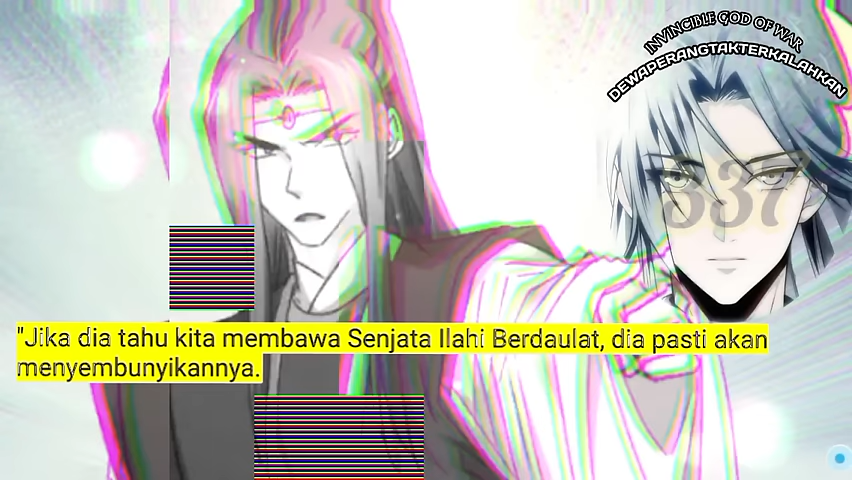 INVINCIBLE GOD OF WAR
DEWAPERANGTAKTERKALAHKAN
337
"Jika dia tahu kita membawa Senjata Ilahi Berdaulat, dia pasti akan
menyembunyikannya.